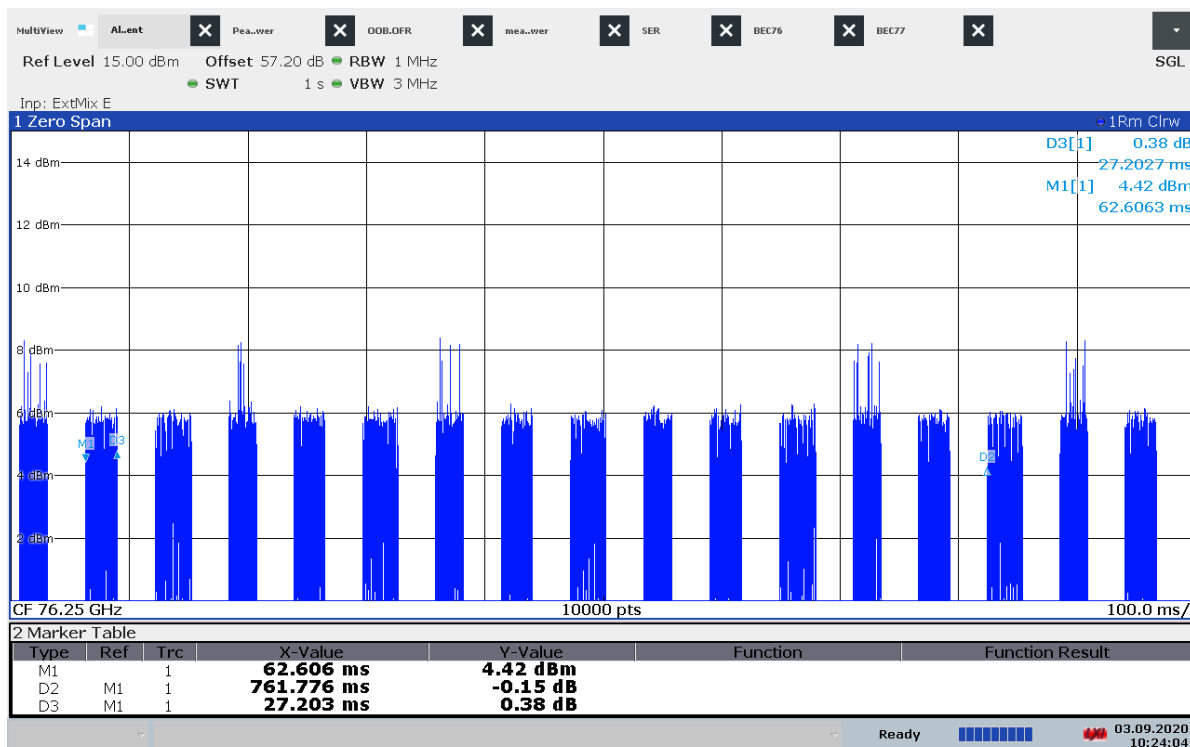 MultiView Al..ent Pea..wer OOB.OFR mea..wer SER BEC76 BEC77
Ref Level 15.00 dBm Offset 57.20 dB RBW 1 MHz SGL
SWT 1 s VBW 3 MHz
Inp: ExtMix E
1 Zero Span 1Rm Clrw
D3[1] 0.38 dB
27.2027 ms
M1[1] 4.42 dBm
62.6063 ms
14 dBm
12 dBm
10 dBm
8 dBm
6 dBm
M1 D3
D2
4 dBm
2 dBm
CF 76.25 GHz 10000 pts 100.0 ms/
2 Marker Table
Type Ref Trc X-Value Y-Value Function Function Result
M1 1 62.606 ms 4.42 dBm
D2 M1 1 761.776 ms -0.15 dB
D3 M1 1 27.203 ms 0.38 dB
Ready 03.09.2020
10:24:04